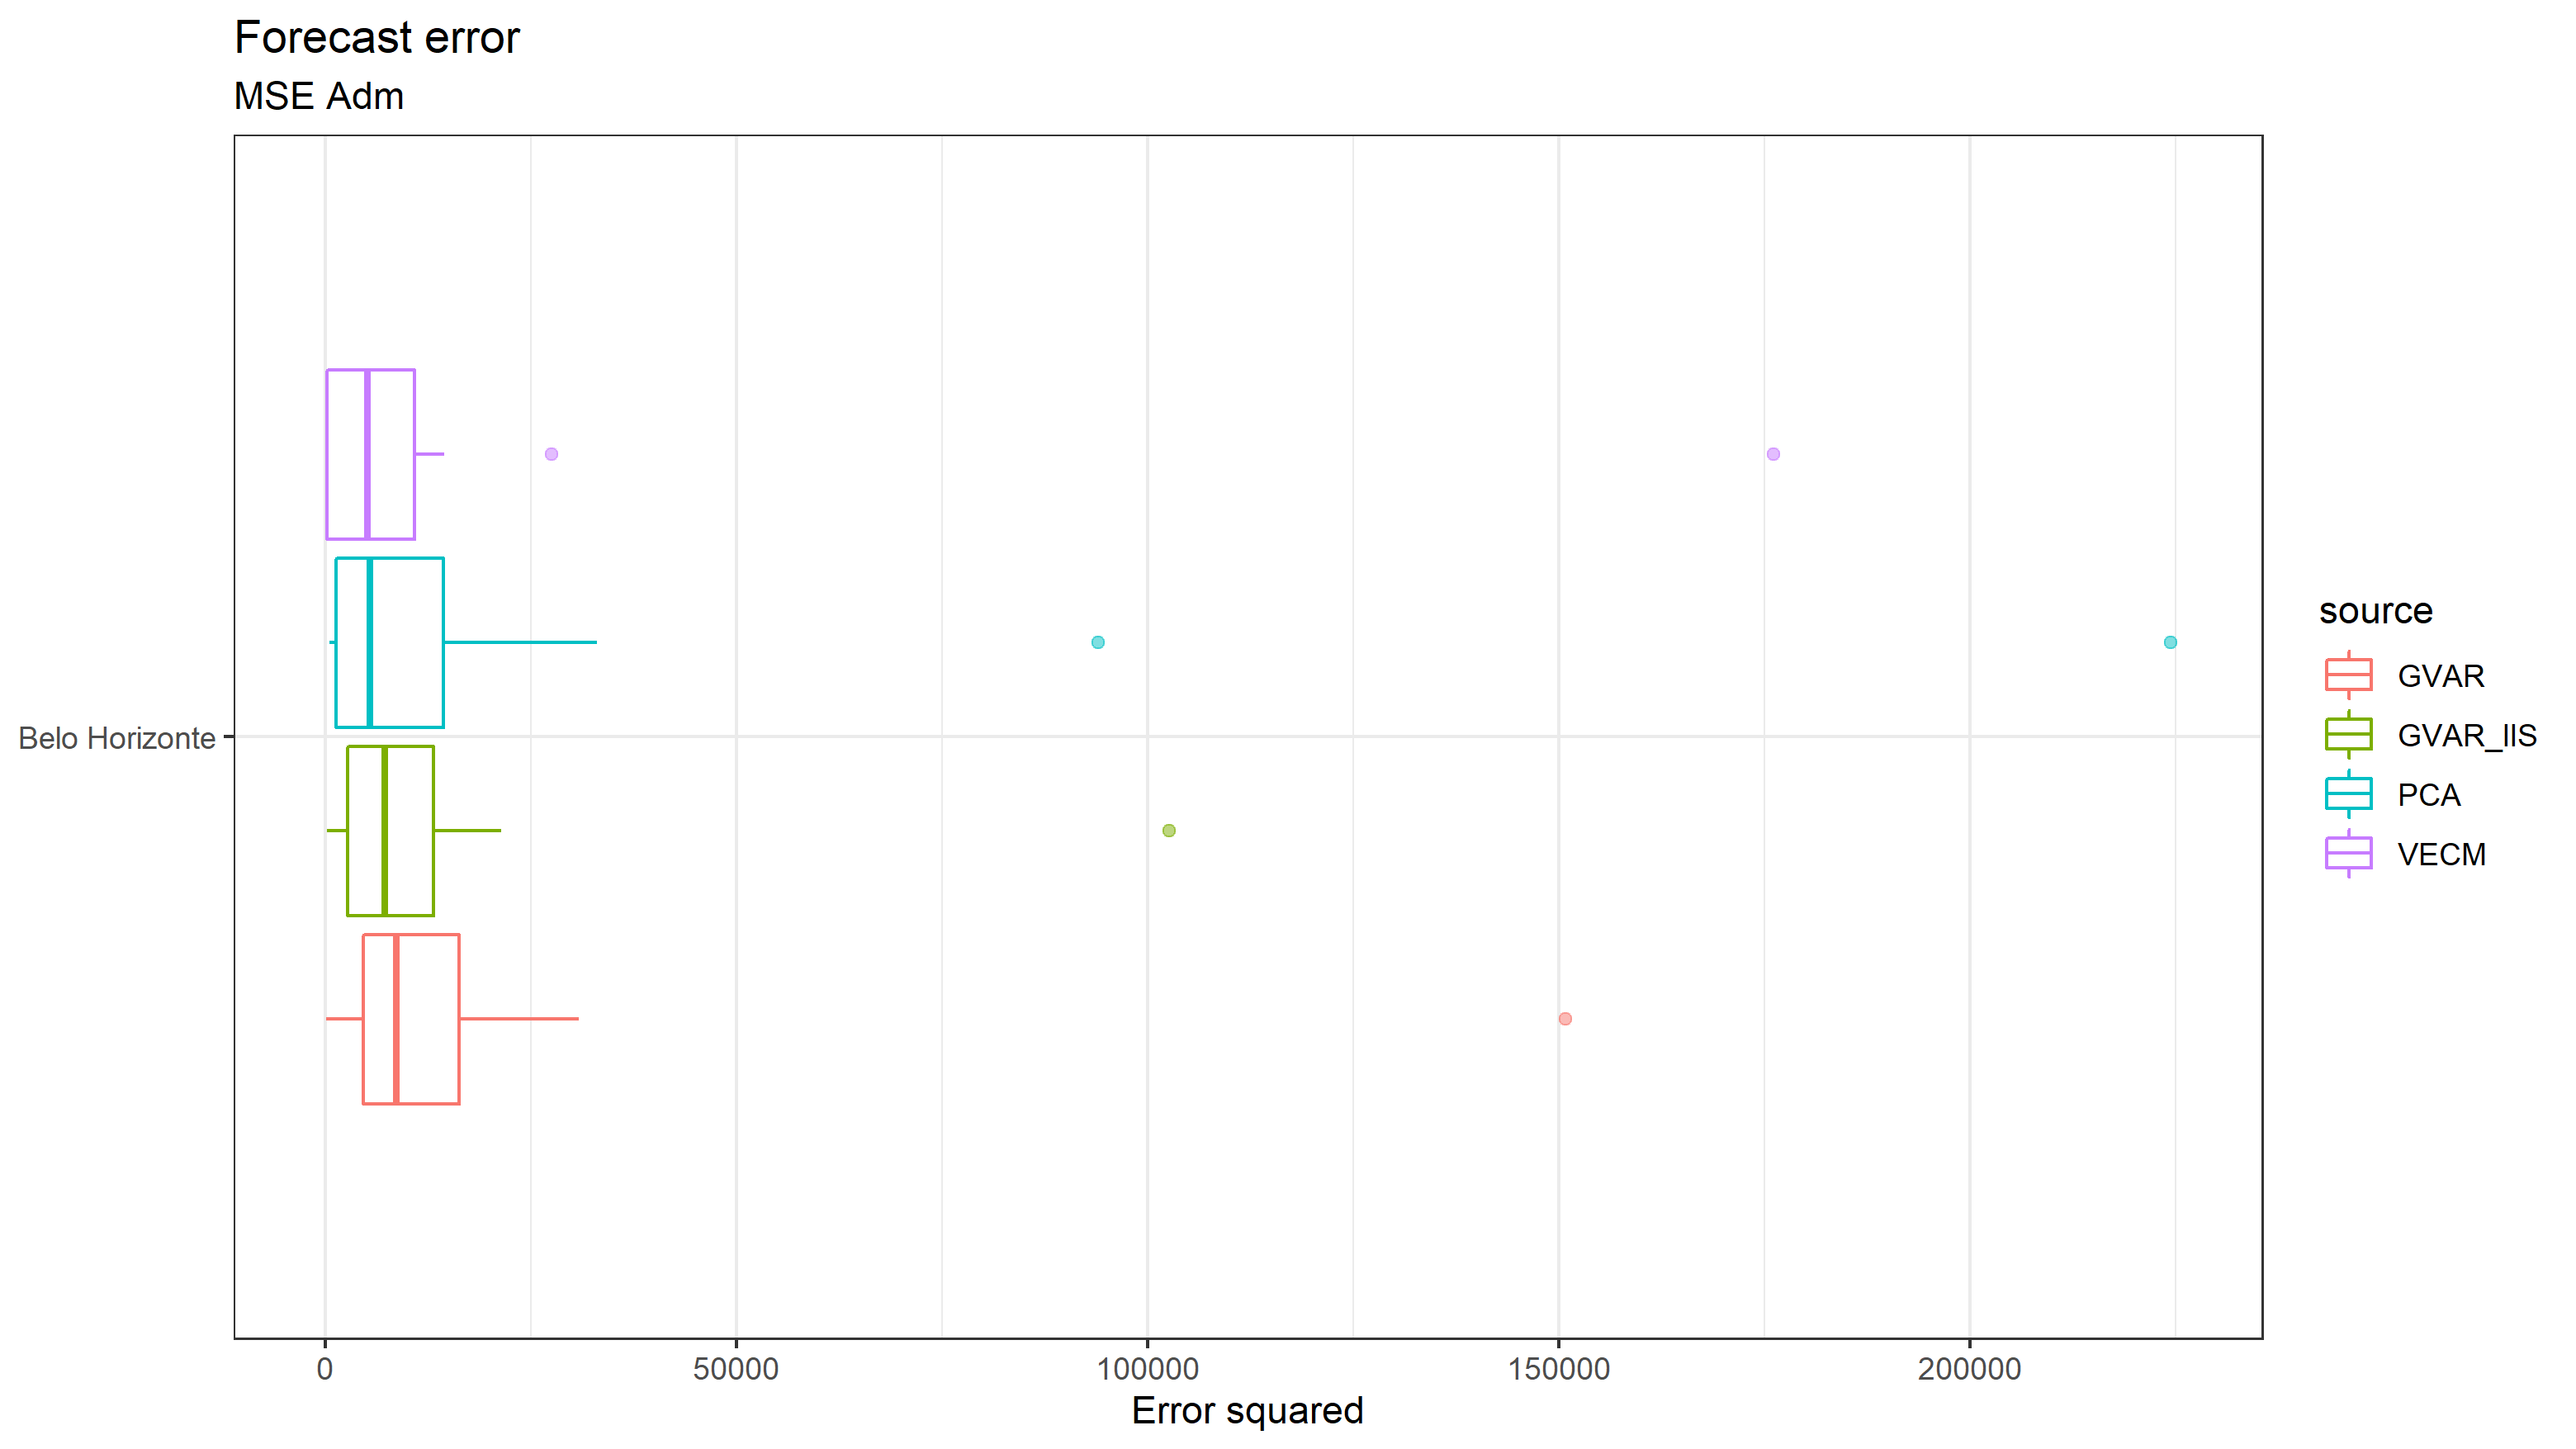 Forecast error
MSE Adm
Belo Horizonte
0
50000
100000
150000
200000
Error squared
source
GVAR
GVAR_IIS
PCA
VECM